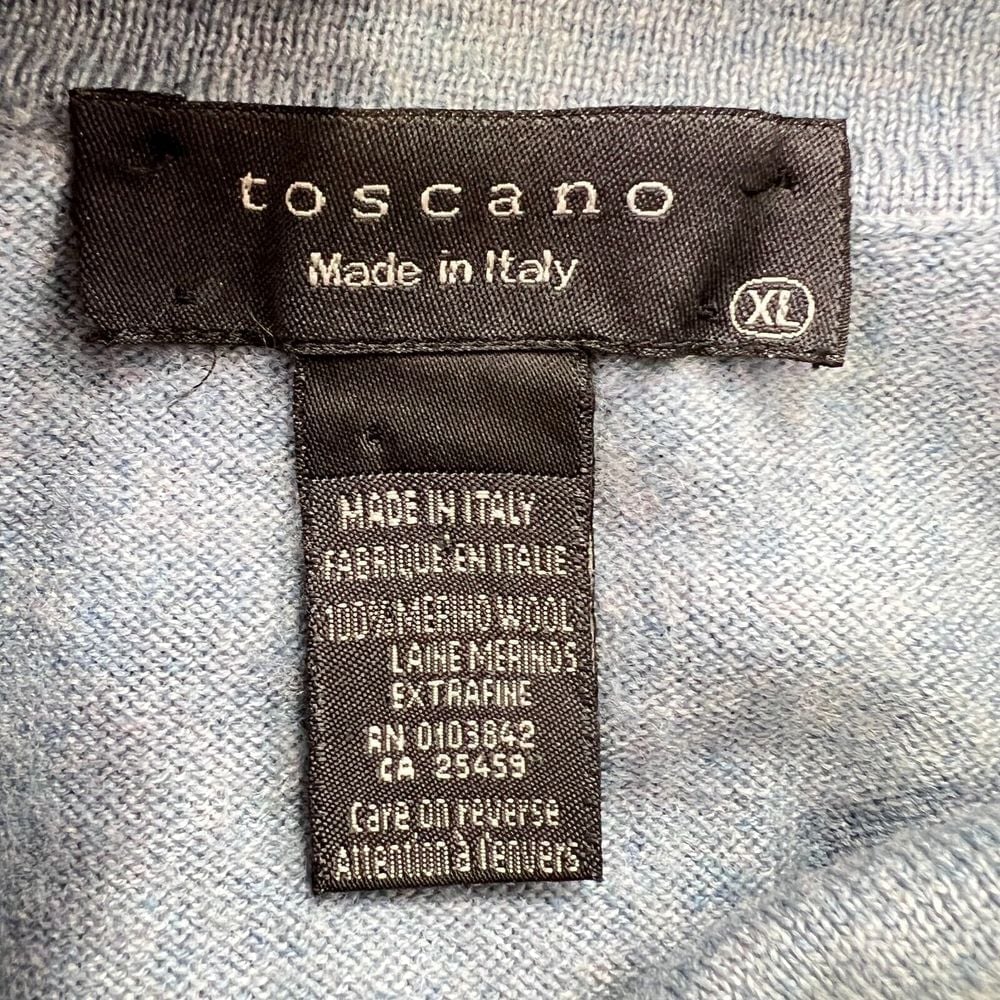 toscano
Made in Italy
XL
MADE IN ITALY
FABRIQUE EN ITALIE
100% MERINO WOOL
LAINE MERINOS
EXTRAFINE
RN 0103642
CA 25459
Care on reverse
Attention à l'envers